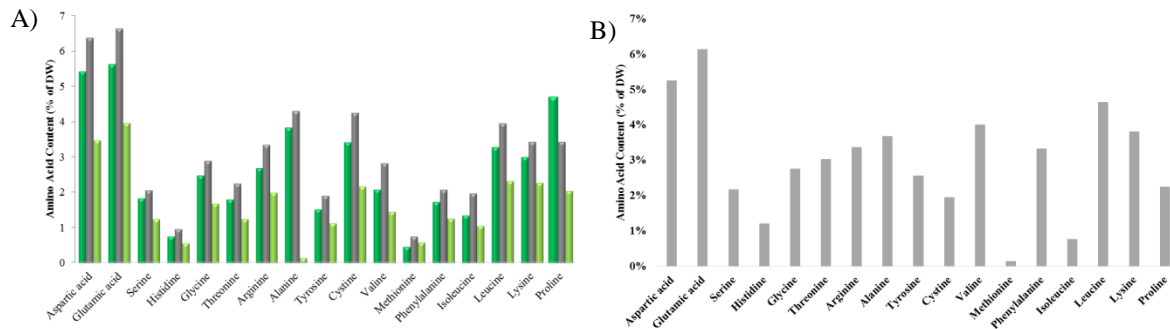 A)
Amino Acid Content (% of DW)
7
6
5
4
3
2
1
0
Aspartic acid
Glutamic acid
Serine
Histidine
Glycine
Threonine
Arginine
Alanine
Tyrosine
Cystine
Valine
Methionine
Phenylalanine
Isoleucine
Leucine
Lysine
Proline
B)
Amino Acid Content (% of DW)
7%
6%
5%
4%
3%
2%
1%
0%
Aspartic acid
Glutamic acid
Serine
Histidine
Glycine
Threonine
Arginine
Alanine
Tyrosine
Cystine
Valine
Methionine
Phenylalanine
Isoleucine
Leucine
Lysine
Proline